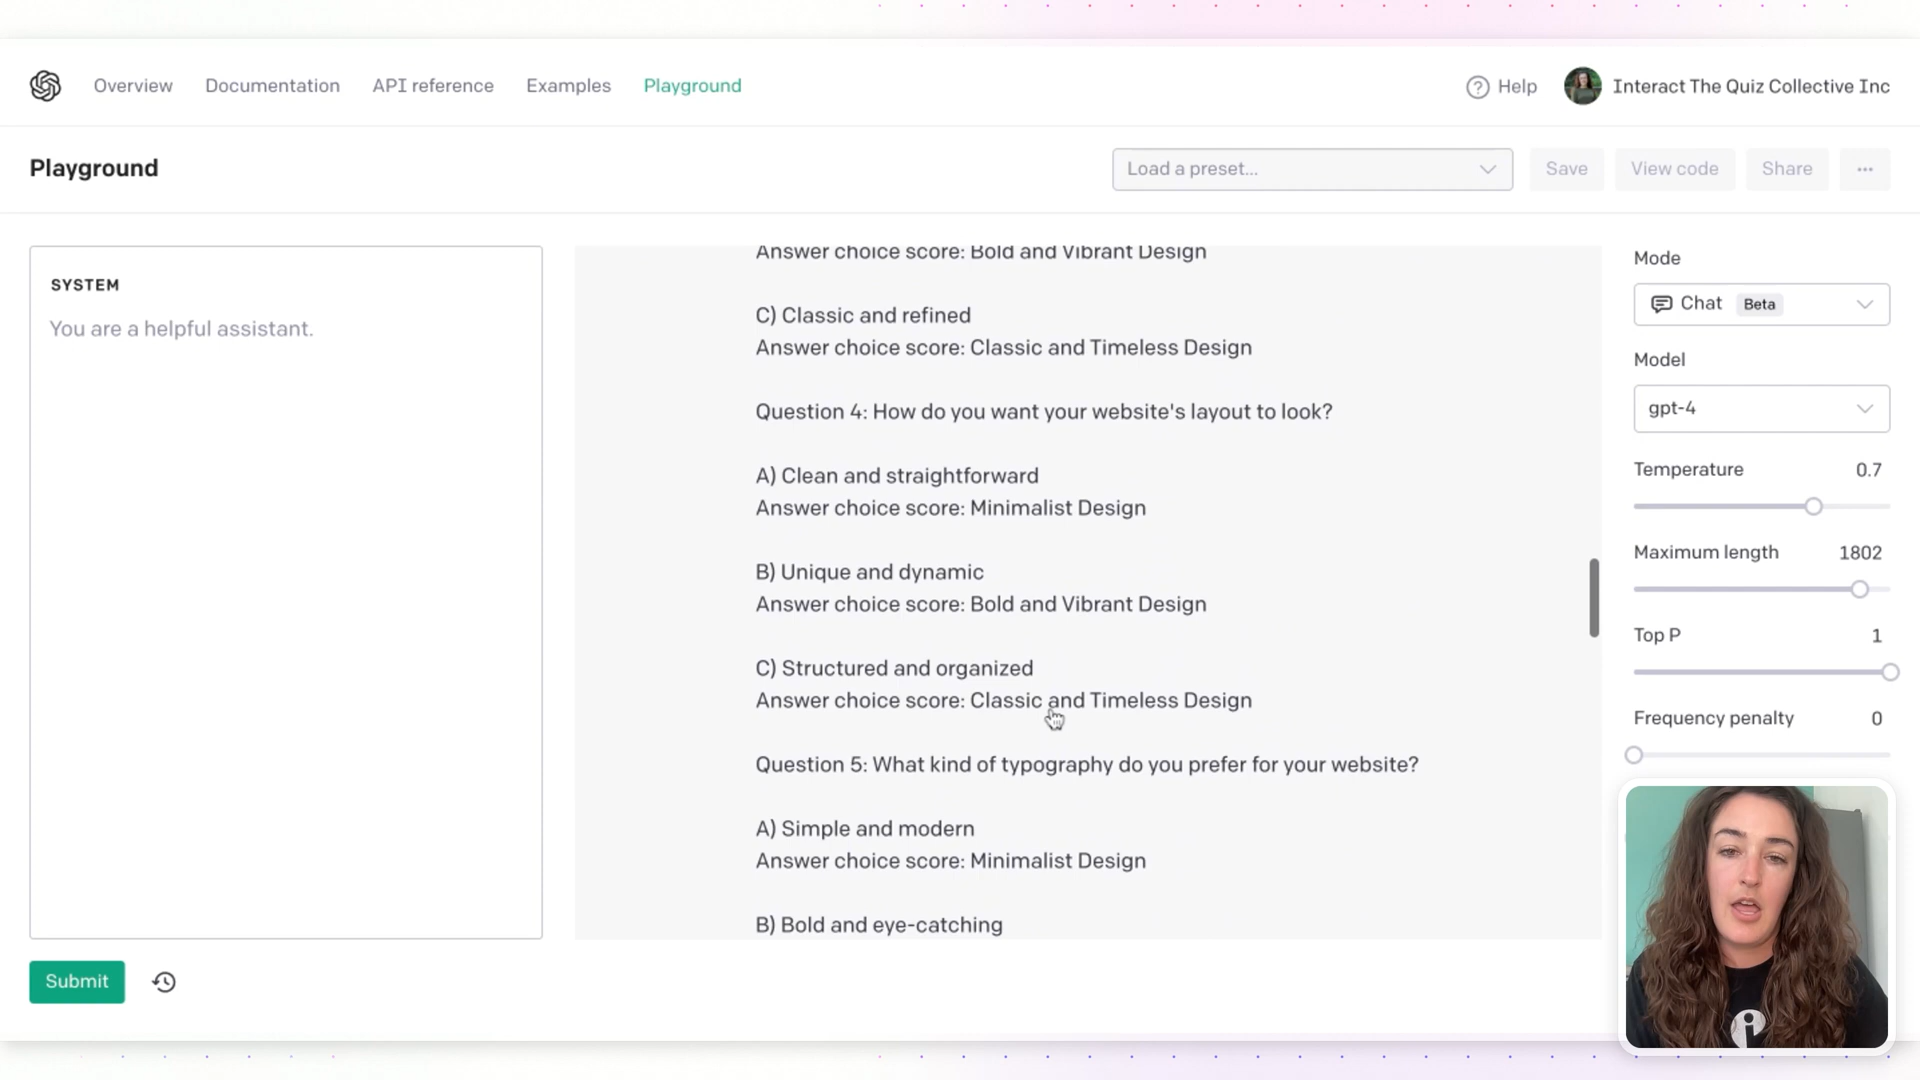 Overview Documentation API reference Examples Playground Help Interact The Quiz Collective Inc
Playground Load a preset... Save View code Share ...
SYSTEM
You are a helpful assistant.
Answer choice score: Bold and Vibrant Design
C) Classic and refined
Answer choice score: Classic and Timeless Design
Question 4: How do you want your website's layout to look?
A) Clean and straightforward
Answer choice score: Minimalist Design
B) Unique and dynamic
Answer choice score: Bold and Vibrant Design
C) Structured and organized
Answer choice score: Classic and Timeless Design
Question 5: What kind of typography do you prefer for your website?
A) Simple and modern
Answer choice score: Minimalist Design
B) Bold and eye-catching
Mode
Chat Beta
Model
gpt-4
Temperature 0.7
Maximum length 1802
Top P 1
Frequency penalty 0
Submit
i